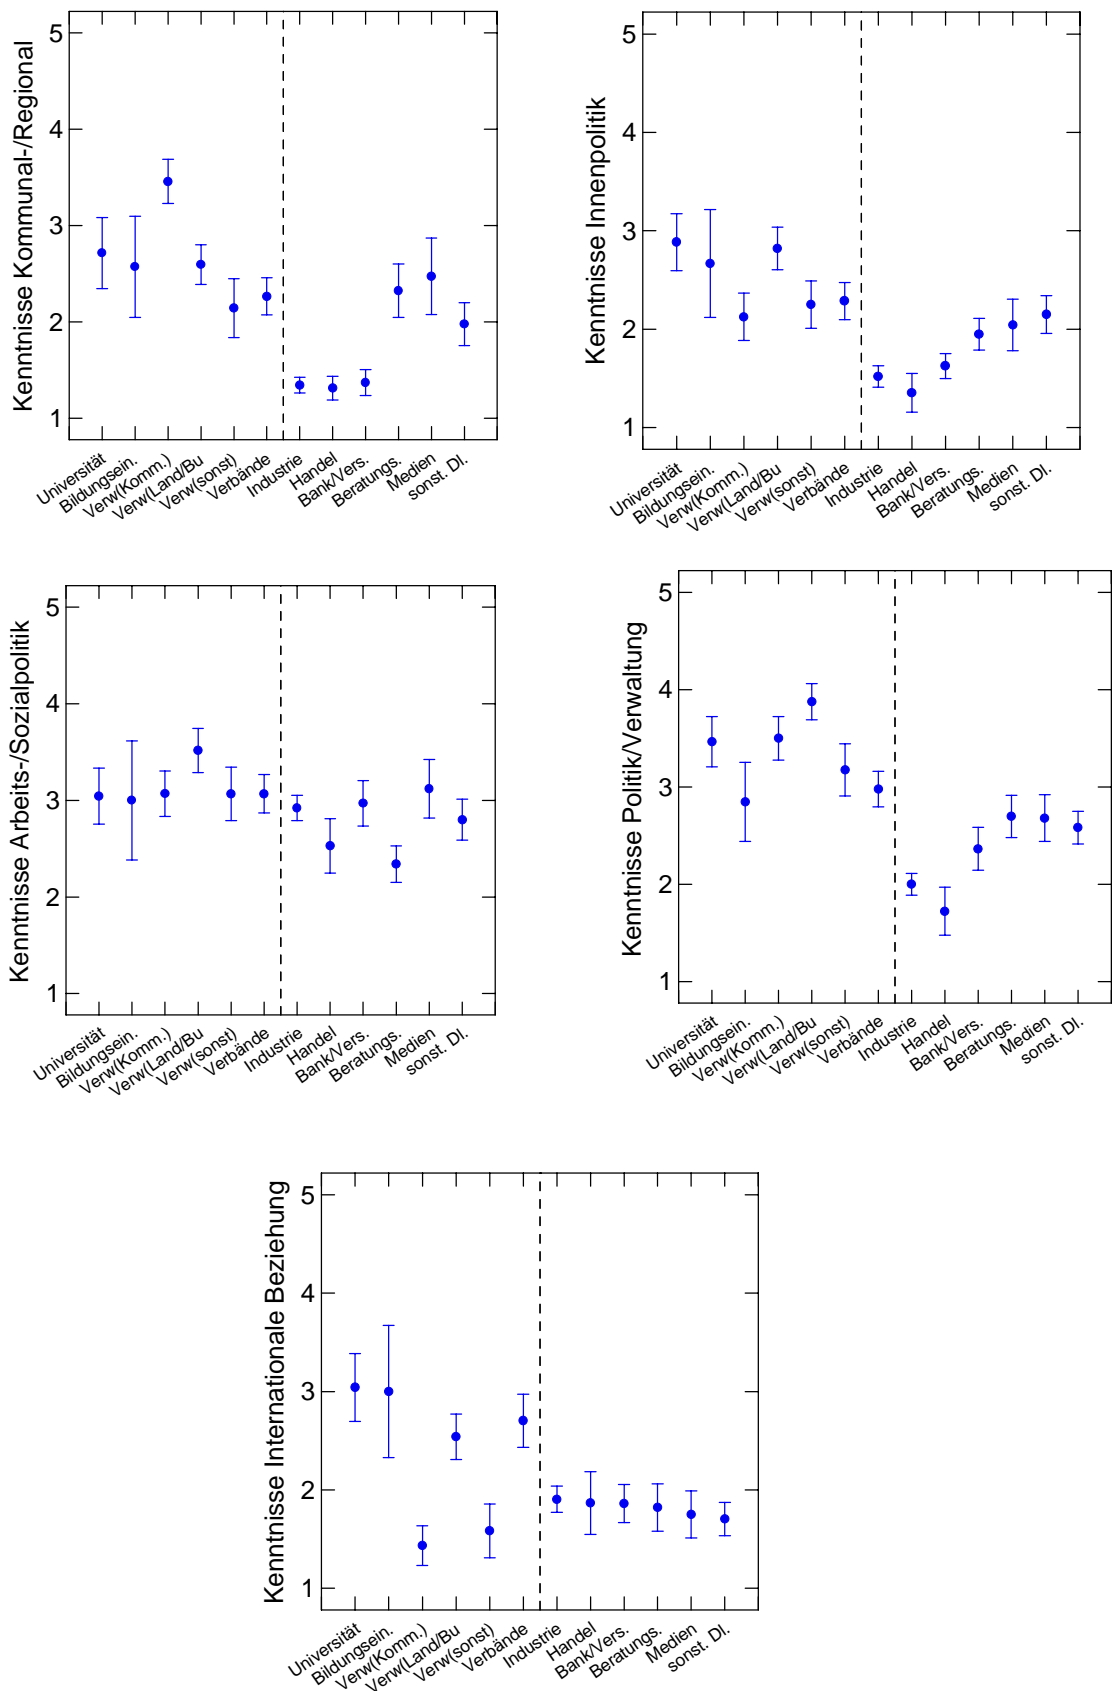 Kenntnisse Kommunal-/Regional
5
4
3
2
1
Universität
Bildungsein.
Verw(Komm.)
Verw(Land/Bu
Verw(sonst)
Verbände
Industrie
Handel
Bank/Vers.
Beratungs.
Medien
sonst. Dl.
Kenntnisse Innenpolitik
5
4
3
2
1
Universität
Bildungsein.
Verw(Komm.)
Verw(Land/Bu
Verw(sonst)
Verbände
Industrie
Handel
Bank/Vers.
Beratungs.
Medien
sonst. Dl.
Kenntnisse Arbeits-/Sozialpolitik
5
4
3
2
1
Universität
Bildungsein.
Verw(Komm.)
Verw(Land/Bu
Verw(sonst)
Verbände
Industrie
Handel
Bank/Vers.
Beratungs.
Medien
sonst. Dl.
Kenntnisse Politik/Verwaltung
5
4
3
2
1
Universität
Bildungsein.
Verw(Komm.)
Verw(Land/Bu
Verw(sonst)
Verbände
Industrie
Handel
Bank/Vers.
Beratungs.
Medien
sonst. Dl.
Kenntnisse Internationale Beziehung
5
4
3
2
1
Universität
Bildungsein.
Verw(Komm.)
Verw(Land/Bu
Verw(sonst)
Verbände
Industrie
Handel
Bank/Vers.
Beratungs.
Medien
sonst. Dl.